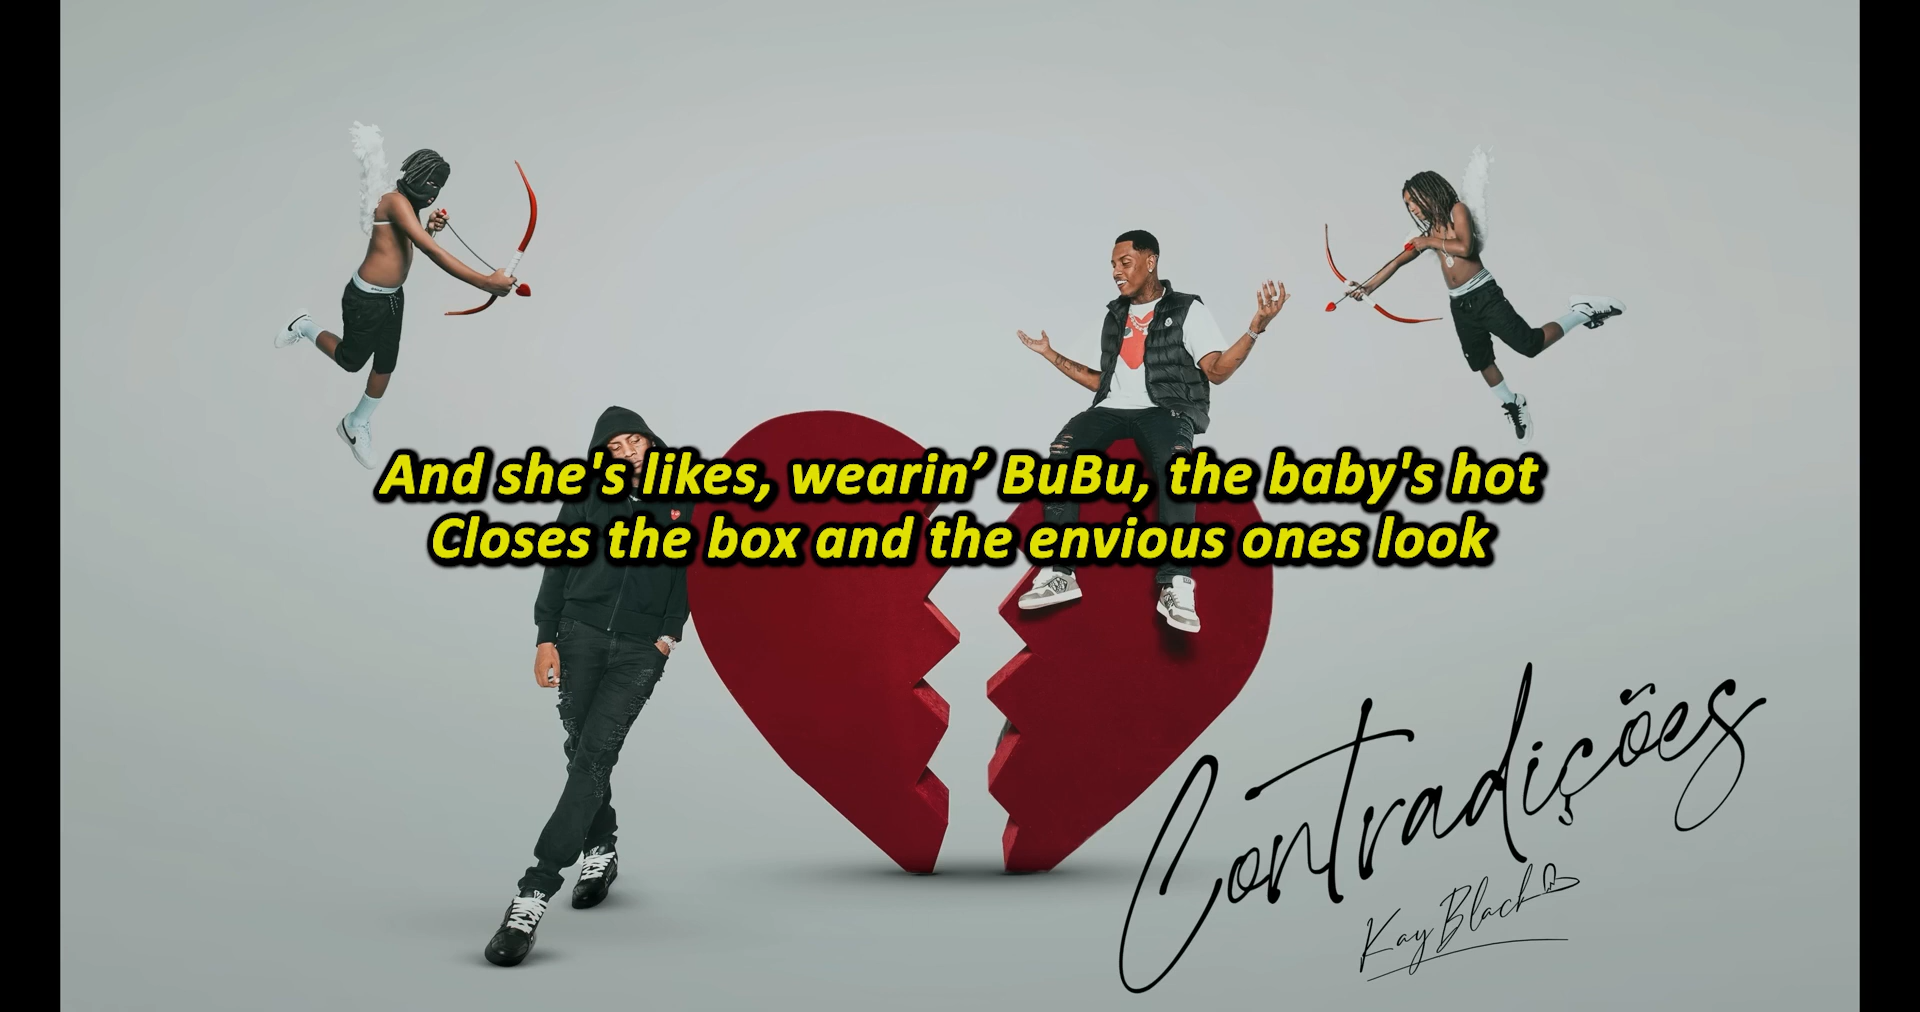 And she's likes, wearin’ BuBu, the baby's hot
Closes the box and the envious ones look
Contradições
Kay Black